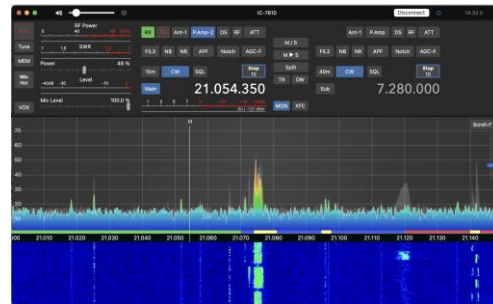 IC-7610
Disconnect
14.53 V
RF Power
Tune
SWR
MEM
Power 48 %
Level
Mic Level 100.0 %
VOX
RX Ant-1 P.Amp-2 DS RF ATT
FIL3 NB NR APF Notch AGC-F
15m CW SQL Step 10
Main 21.054.350
M/S
M ▶ S
Split
TR DW
MON XFC
Ant-1 P.Amp DS RF ATT
FIL3 NB NR APF Notch AGC-F
40m CW SQL Step 10
Sub 7.280.000
M
Scroll-F
70
60
50
40
30
20
21.010 21.020 21.030 21.040 21.050 21.060 21.070 21.080 21.090 21.100 21.110 21.120 21.130 21.140